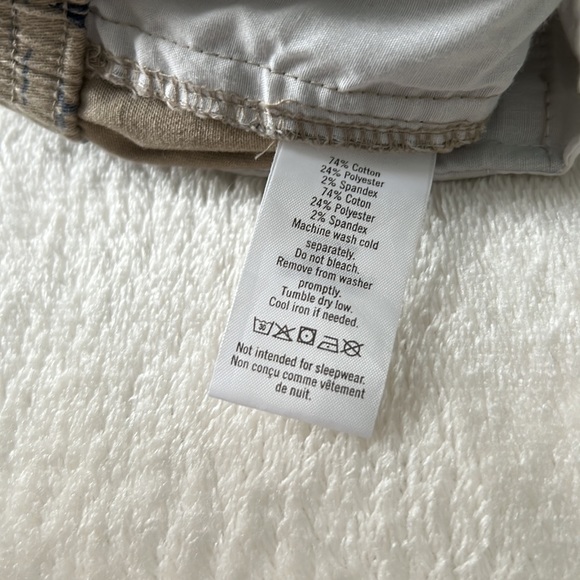 74% Cotton
24% Polyester
2% Spandex
74% Coton
24% Polyester
2% Spandex
Machine wash cold
separately.
Do not bleach.
Remove from washer
promptly.
Tumble dry low.
Cool iron if needed.
30
Not intended for sleepwear.
Non conçu comme vêtement
de nuit.